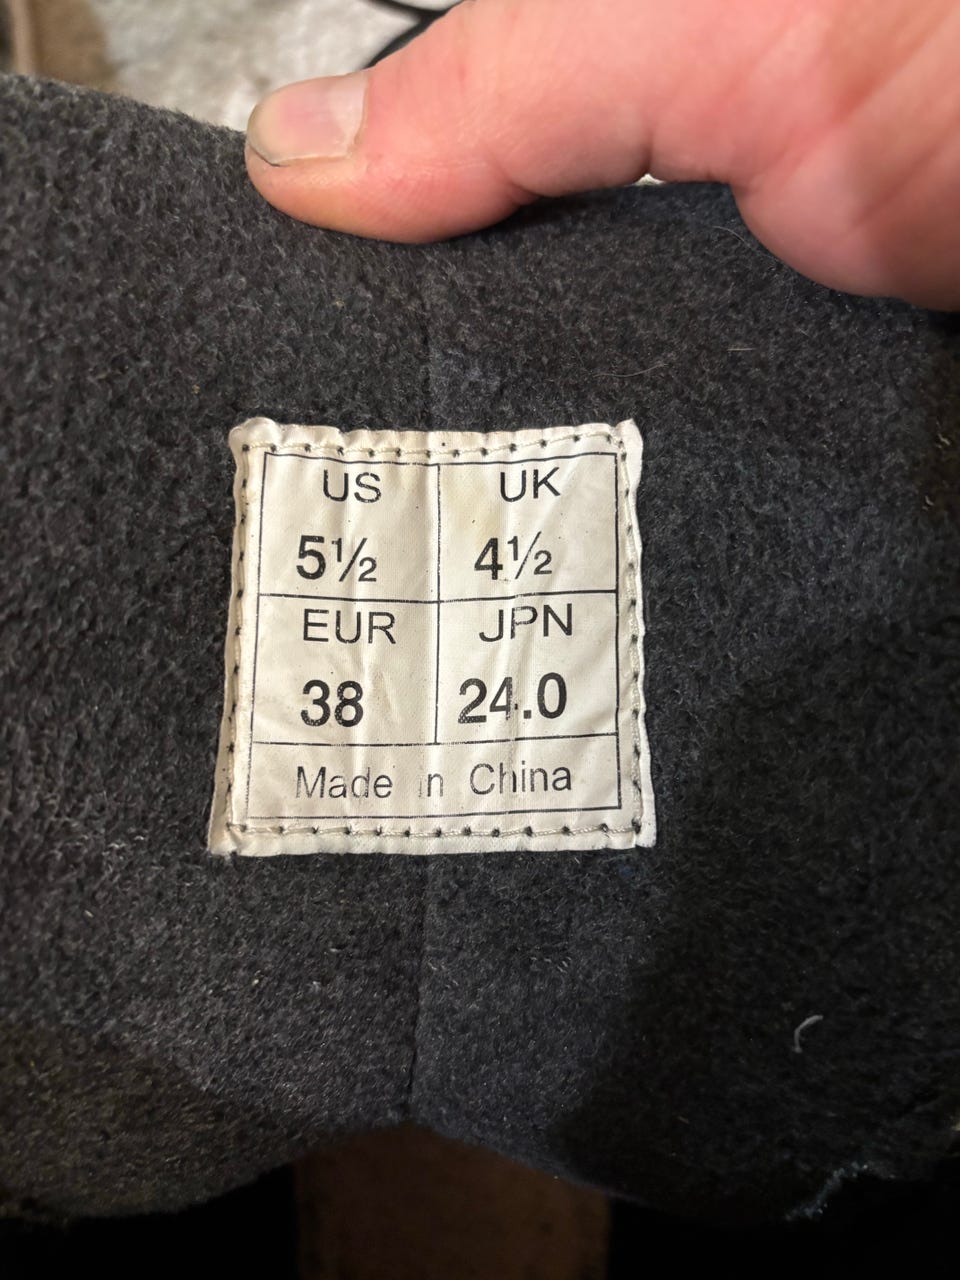 US UK
5½ 4½
EUR JPN
38 24.0
Made in China